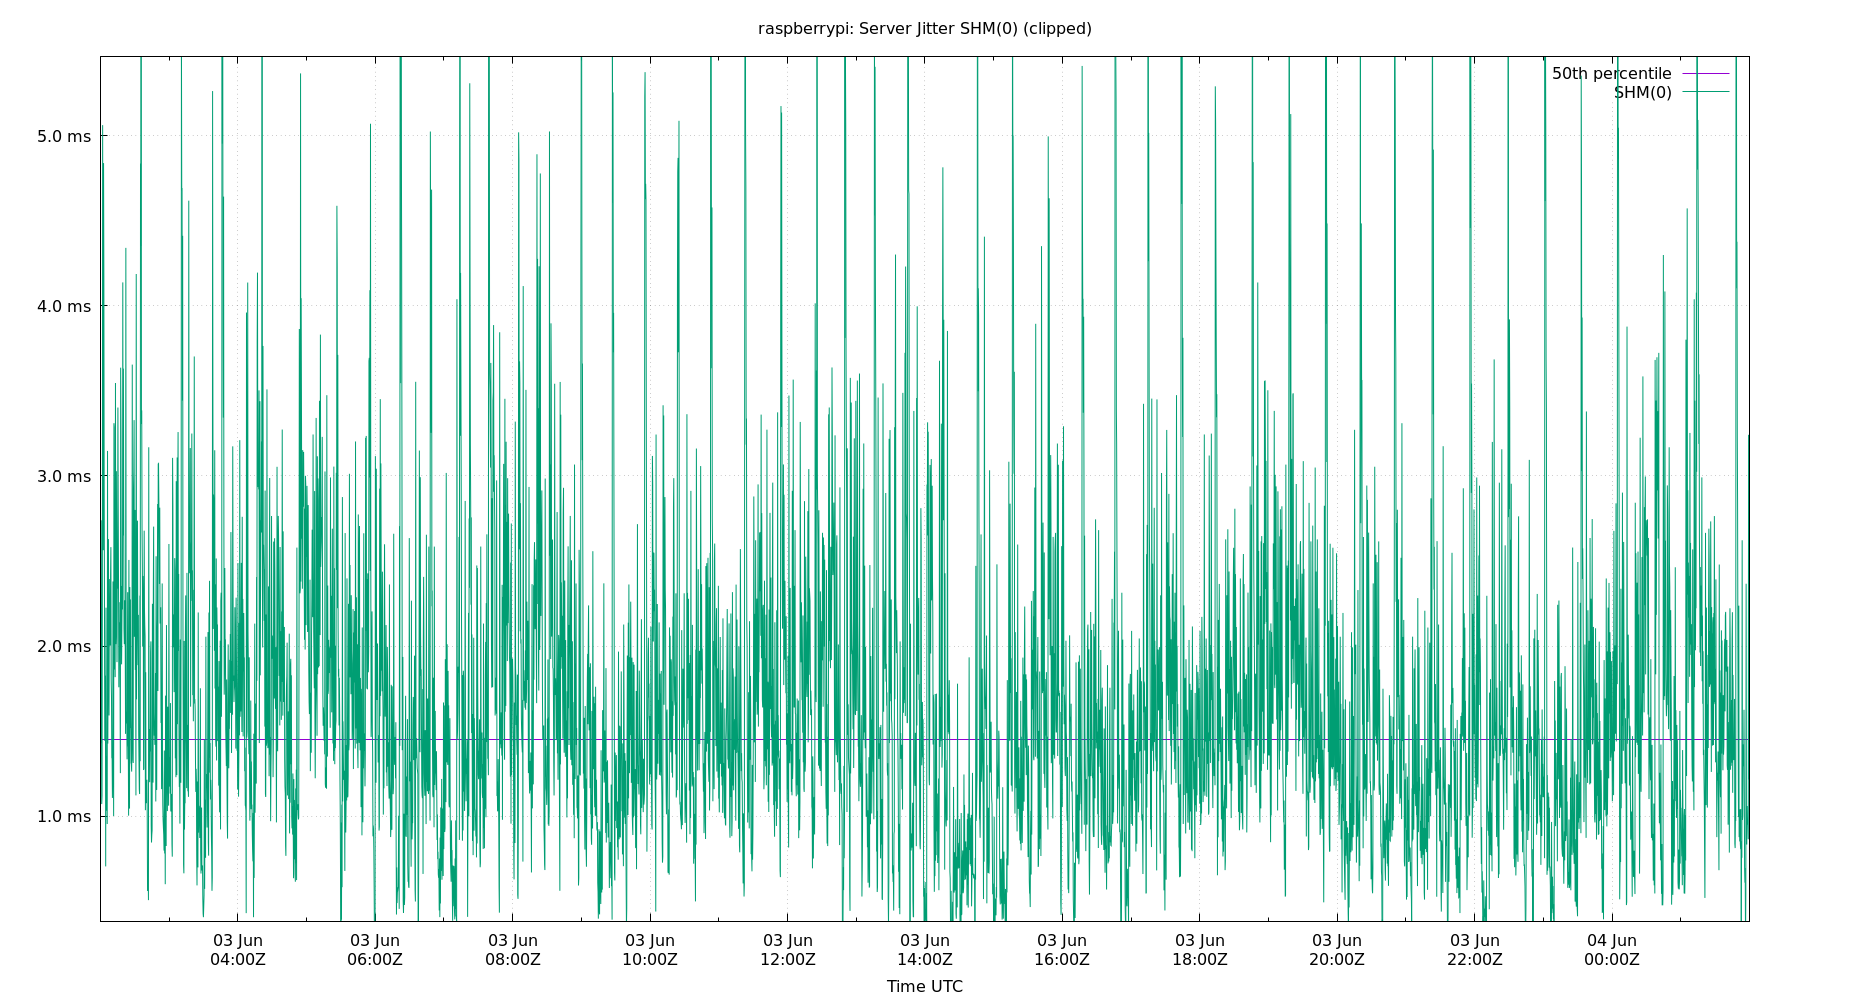 raspberrypi: Server Jitter SHM(0) (clipped)
50th percentile
SHM(0)
5.0 ms
4.0 ms
3.0 ms
2.0 ms
1.0 ms
03 Jun 03 Jun 03 Jun 03 Jun 03 Jun 03 Jun 03 Jun 03 Jun 03 Jun 03 Jun 04 Jun
04:00Z 06:00Z 08:00Z 10:00Z 12:00Z 14:00Z 16:00Z 18:00Z 20:00Z 22:00Z 00:00Z
Time UTC